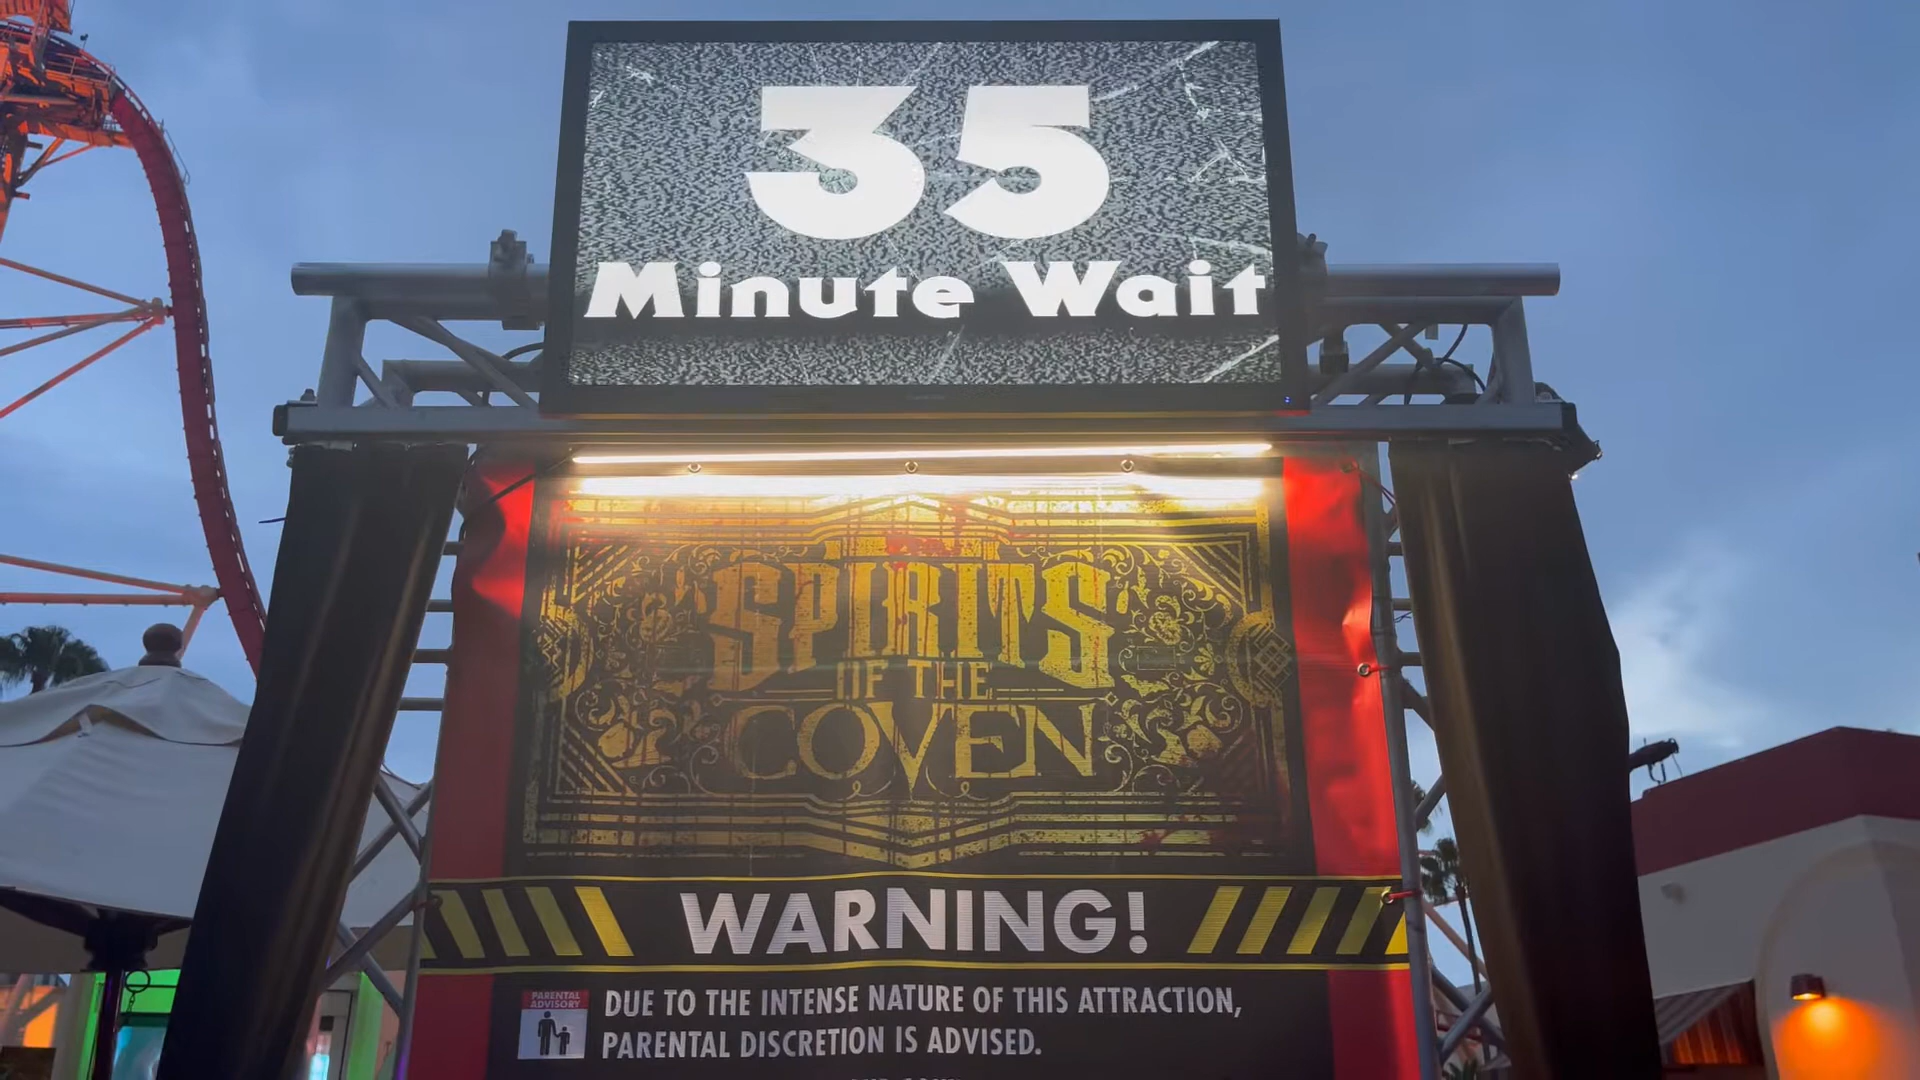 35
Minute Wait
SPIRITS
OF THE
COVEN
WARNING!
PARENTAL
ADVISORY
DUE TO THE INTENSE NATURE OF THIS ATTRACTION,
PARENTAL DISCRETION IS ADVISED.